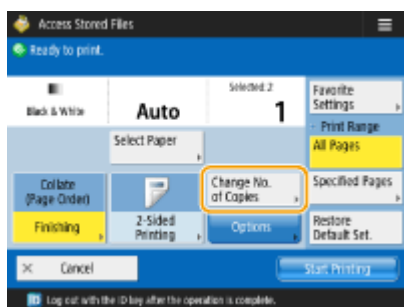 Access Stored Files
Ready to print.
Selected: 2
Black & White
Auto
1
Favorite
Settings
Print Range
All Pages
Select Paper
Collate
(Page Order)
Change No.
of Copies
Specified Pages
Finishing
2-Sided
Printing
Options
Restore
Default Set.
Cancel
Start Printing
ID Log out with the ID key after the operation is complete.